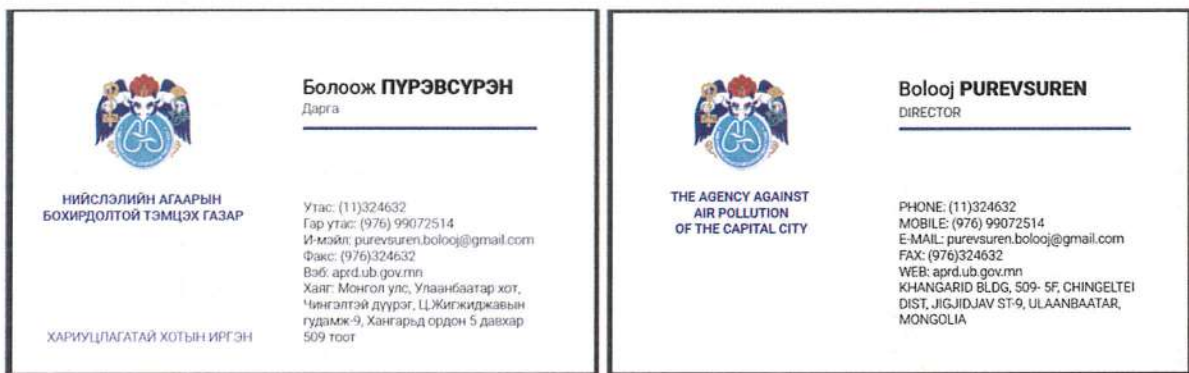 Болоож ПҮРЭВСҮРЭН
Дарга
НИЙСЛЭЛИЙН АГААРЫН
БОХИРДОЛТОЙ ТЭМЦЭХ ГАЗАР
Утас: (11)324632
Гар утас: (976) 99072514
И-мэйл: purevsuren.bolooj@gmail.com
Факс: (976)324632
Вэб: aprd.ub.gov.mn
Хаяг: Монгол улс, Улаанбаатар хот,
Чингэлтэй дүүрэг, Ц.Жигжиджавын
гудамж-9, Хангарьд ордон 5 давхар
509 тоот
ХАРИУЦЛАГАТАЙ ХОТЫН ИРГЭН
Bolooj PUREVSUREN
DIRECTOR
THE AGENCY AGAINST
AIR POLLUTION
OF THE CAPITAL CITY
PHONE: (11)324632
MOBILE: (976) 99072514
E-MAIL: purevsuren.bolooj@gmail.com
FAX: (976)324632
WEB: aprd.ub.gov.mn
KHANGARID BLDG, 509- 5F, CHINGELTEI
DIST, JIGJIDJAV ST-9, ULAANBAATAR,
MONGOLIA